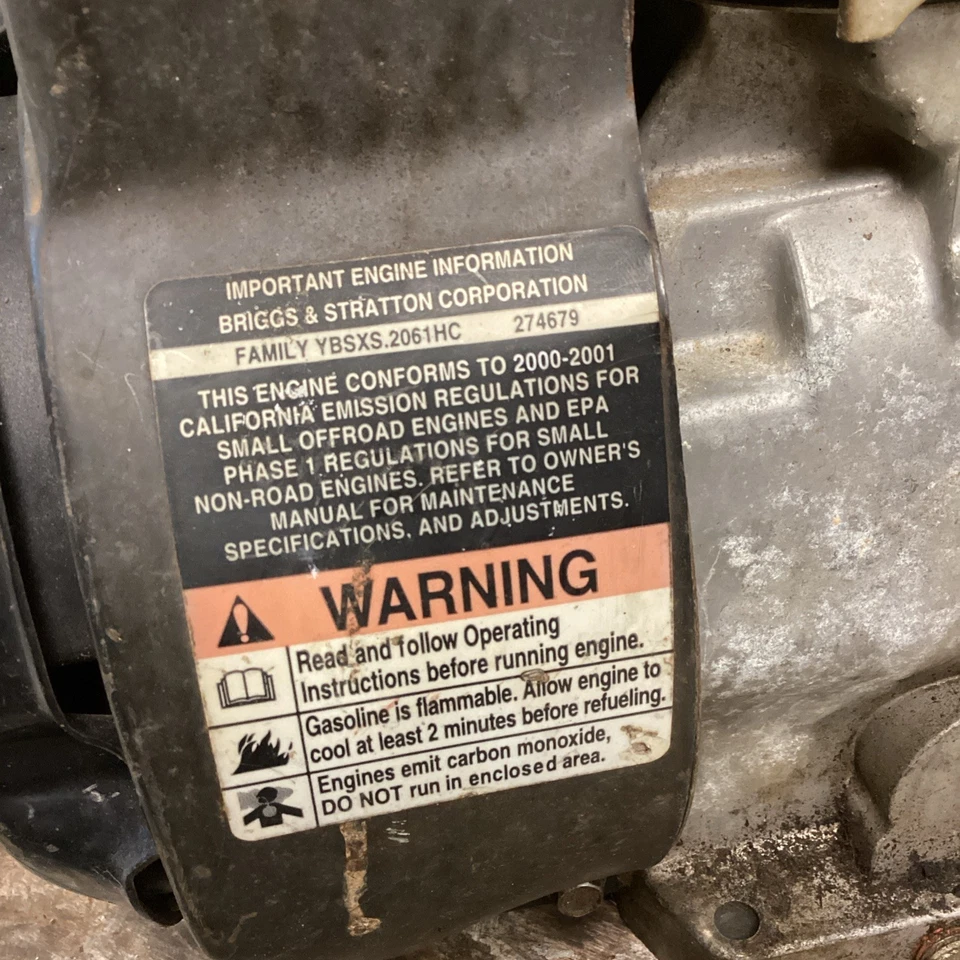 IMPORTANT ENGINE INFORMATION
BRIGGS & STRATTON CORPORATION
FAMILY YBSXS.2061HC 274679
THIS ENGINE CONFORMS TO 2000-2001
CALIFORNIA EMISSION REGULATIONS FOR
SMALL OFFROAD ENGINES AND EPA
PHASE 1 REGULATIONS FOR SMALL
NON-ROAD ENGINES. REFER TO OWNER'S
MANUAL FOR MAINTENANCE
SPECIFICATIONS, AND ADJUSTMENTS.
WARNING
Read and follow Operating
Instructions before running engine.
Gasoline is flammable. Allow engine to
cool at least 2 minutes before refueling.
Engines emit carbon monoxide,
DO NOT run in enclosed area.